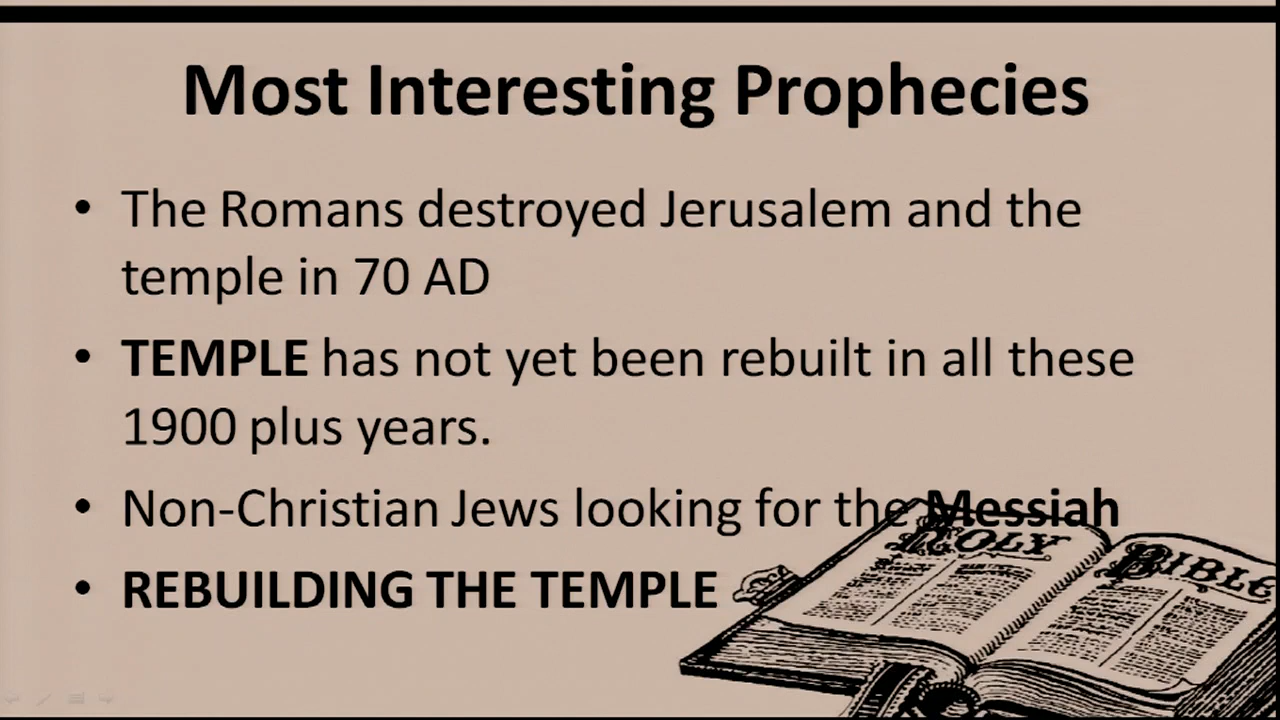 Most Interesting Prophecies
• The Romans destroyed Jerusalem and the
temple in 70 AD
• TEMPLE has not yet been rebuilt in all these
1900 plus years.
• Non-Christian Jews looking for the Messiah
• REBUILDING THE TEMPLE
HOLY BIBLE